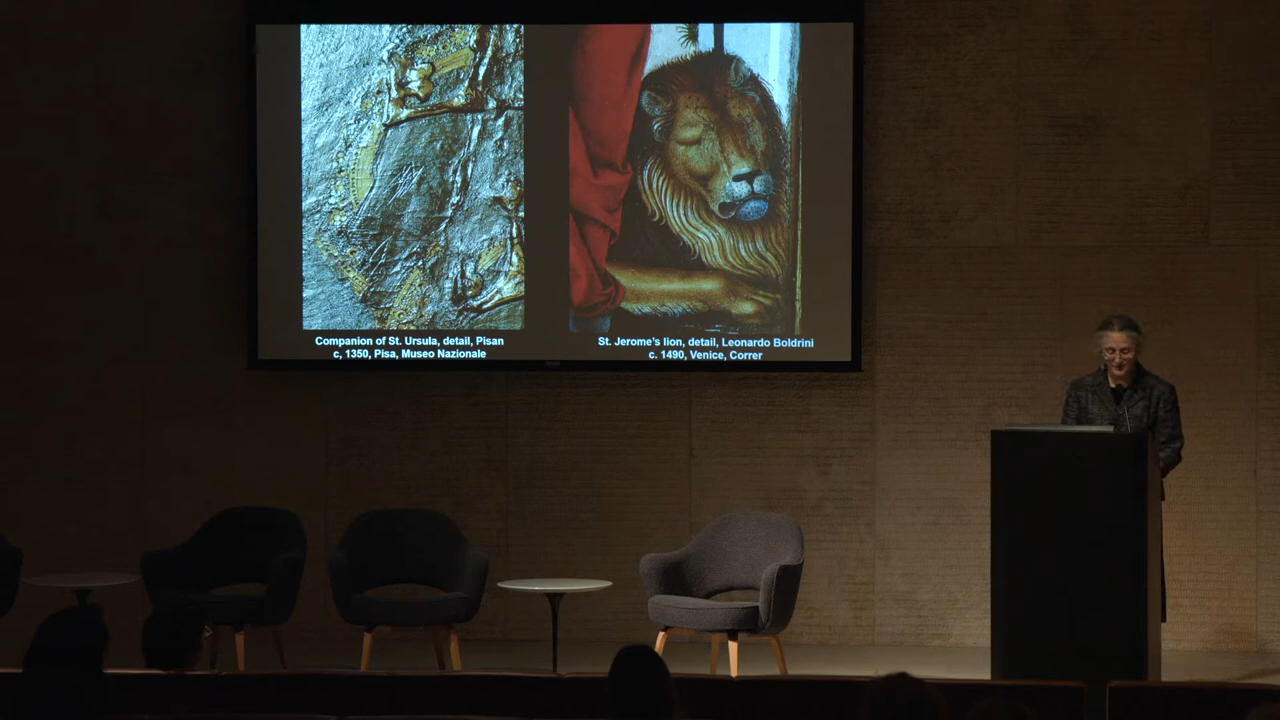 Companion of St. Ursula, detail, Pisan
c, 1350, Pisa, Museo Nazionale
St. Jerome's lion, detail, Leonardo Boldrini
c. 1490, Venice, Correr